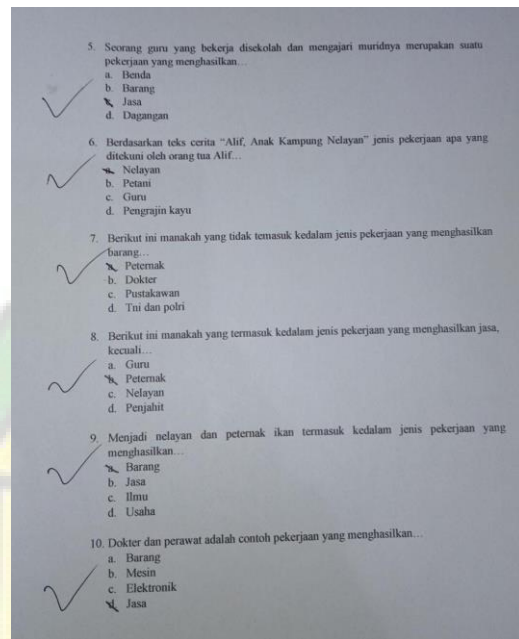 5. Seorang guru yang bekerja disekolah dan mengajari muridnya merupakan suatu
pekerjaan yang menghasilkan…
a. Benda
b. Barang
c. Jasa
d. Dagangan
6. Berdasarkan teks cerita “Alif, Anak Kampung Nelayan” jenis pekerjaan apa yang
ditekuni oleh orang tua Alif…
a. Nelayan
b. Petani
c. Guru
d. Pengrajin kayu
7. Berikut ini manakah yang tidak temasuk kedalam jenis pekerjaan yang menghasilkan
barang…
a. Peternak
b. Dokter
c. Pustakawan
d. Tni dan polri
8. Berikut ini manakah yang termasuk kedalam jenis pekerjaan yang menghasilkan jasa,
kecuali…
a. Guru
b. Peternak
c. Nelayan
d. Penjahit
9. Menjadi nelayan dan peternak ikan termasuk kedalam jenis pekerjaan yang
menghasilkan…
a. Barang
b. Jasa
c. Ilmu
d. Usaha
10. Dokter dan perawat adalah contoh pekerjaan yang menghasilkan…
a. Barang
b. Mesin
c. Elektronik
d. Jasa